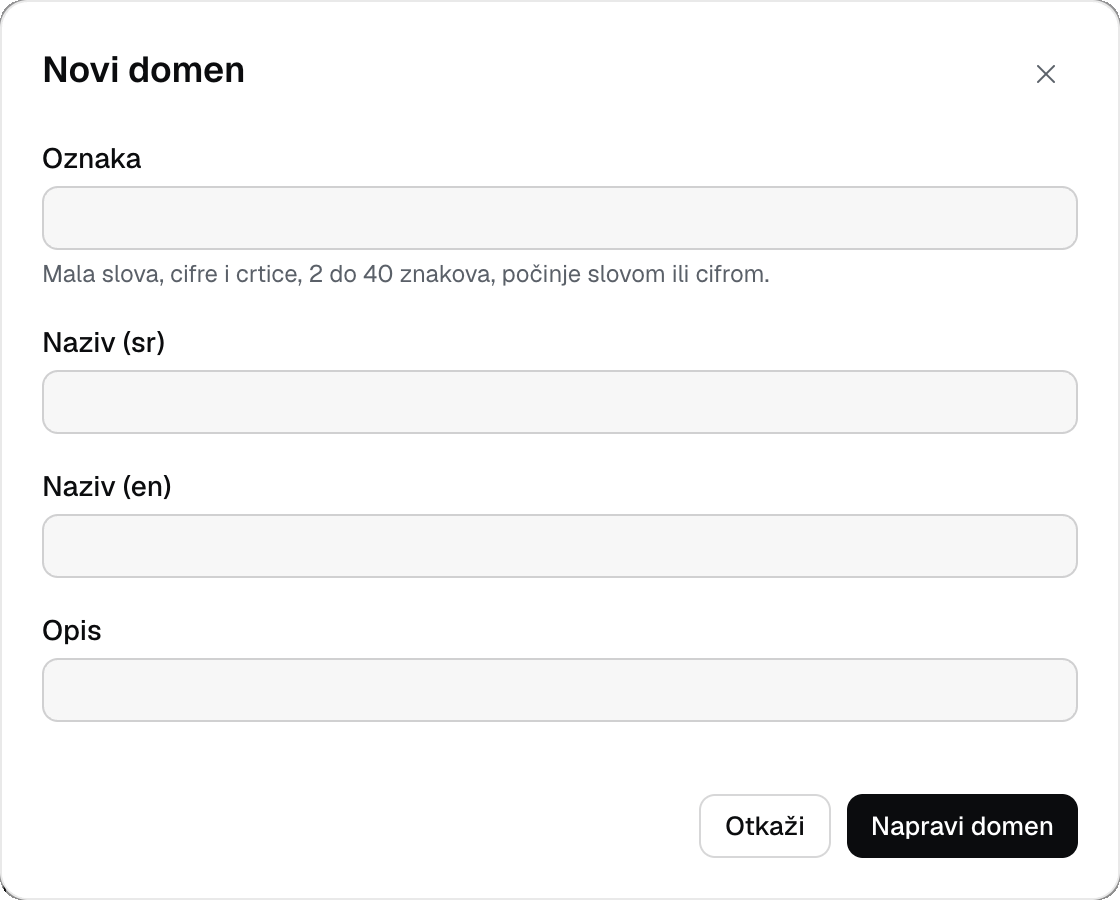 Novi domen
Oznaka
Mala slova, cifre i crtice, 2 do 40 znakova, počinje slovom ili cifrom.
Naziv (sr)
Naziv (en)
Opis
Otkaži
Napravi domen